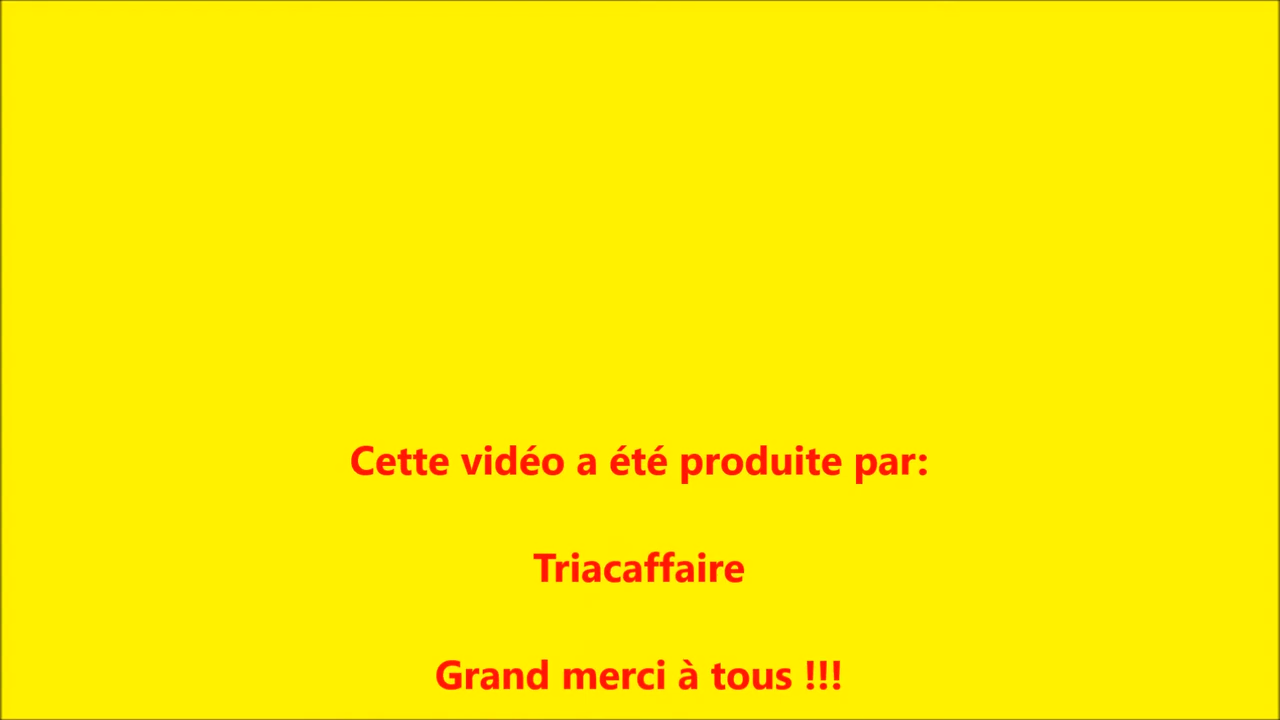 Cette vidéo a été produite par:
Triacaffaire
Grand merci à tous !!!